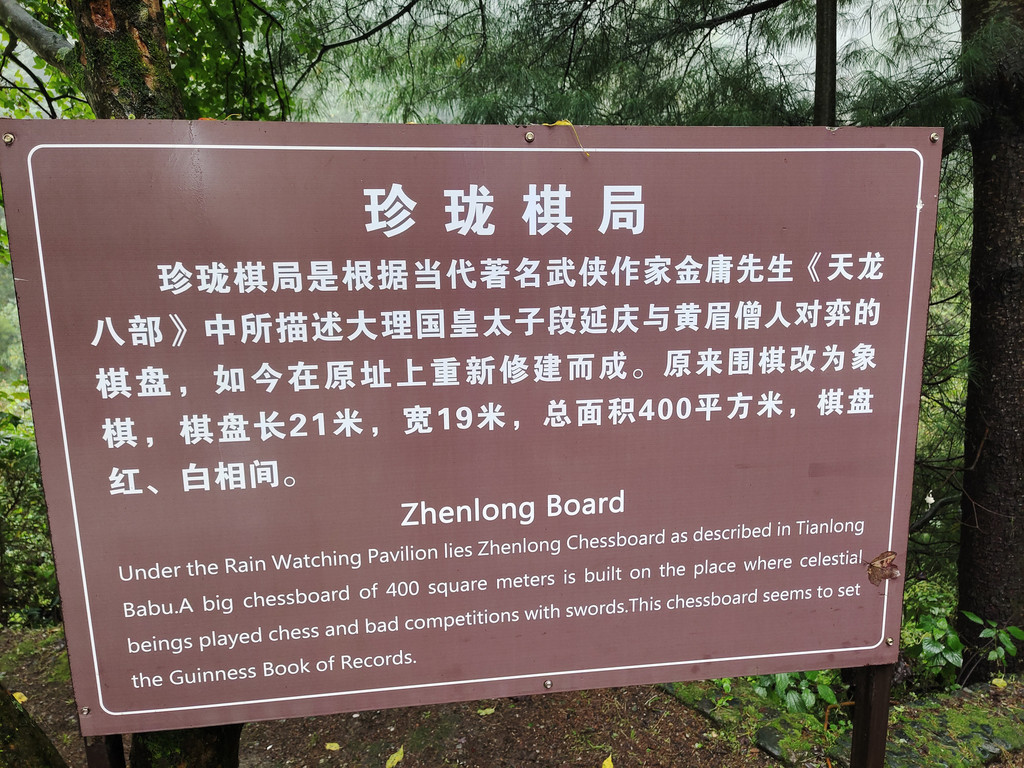 珍珑棋局
珍珑棋局是根据当代著名武侠作家金庸先生《天龙
八部》中所描述大理国皇太子段延庆与黄眉僧人对弈的
棋盘，如今在原址上重新修建而成。原来围棋改为象
棋，棋盘长21米，宽19米，总面积400平方米，棋盘
红、白相间。
Zhenlong Board
Under the Rain Watching Pavilion lies Zhenlong Chessboard as described in Tianlong
Babu.A big chessboard of 400 square meters is built on the place where celestial
beings played chess and bad competitions with swords.This chessboard seems to set
the Guinness Book of Records.